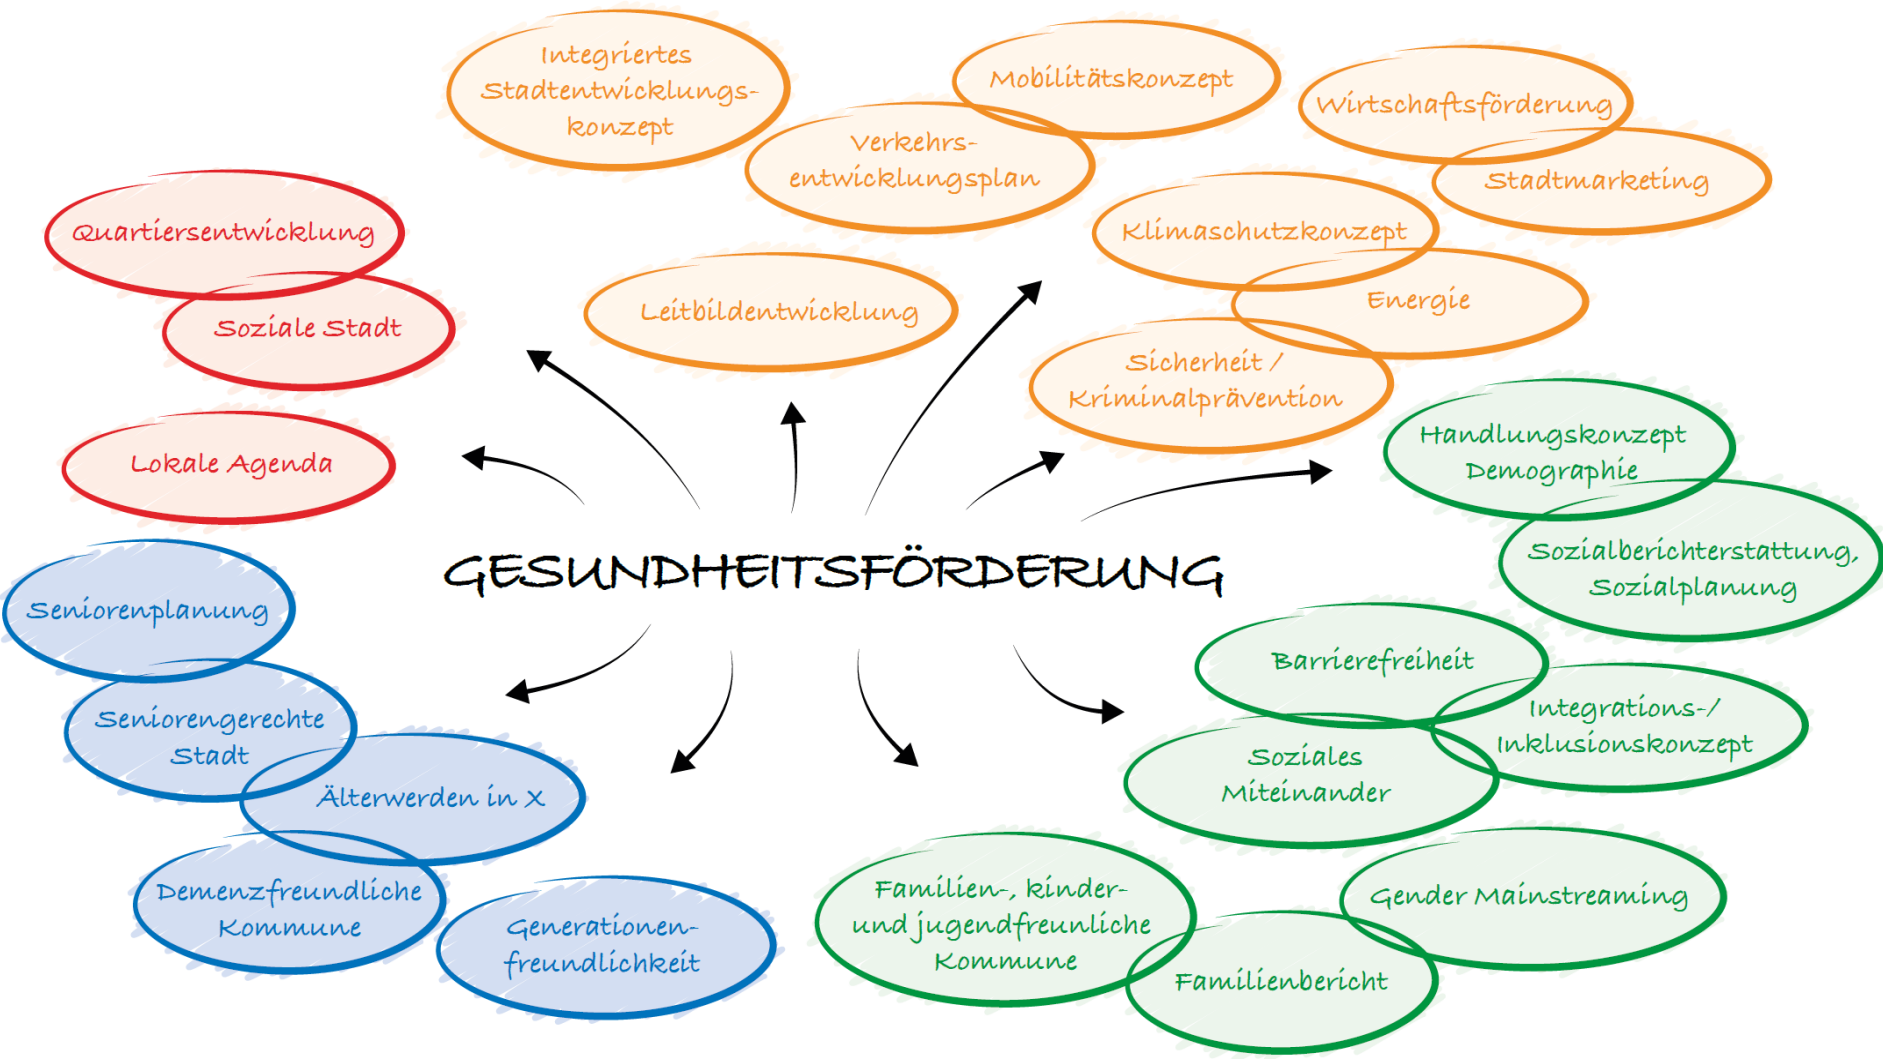 Integriertes
Stadtentwicklungs-
konzept
Mobilitätskonzept
Verkehrs-
entwicklungsplan
Wirtschaftsförderung
Stadtmarketing
Klimaschutzkonzept
Energie
Sicherheit /
Kriminalprävention
Leitbildentwicklung
Quartiersentwicklung
Soziale Stadt
Lokale Agenda
GESUNDHEITSFÖRDERUNG
Handlungskonzept
Demographie
Sozialberichterstattung,
Sozialplanung
Barrierefreiheit
Integrations-/
Inklusionskonzept
Soziales
Miteinander
Seniorenplanung
Seniorengerechte
Stadt
Älterwerden in X
Demenzfreundliche
Kommune
Generationen-
freundlichkeit
Familien-, kinder-
und jugendfreunliche
Kommune
Gender Mainstreaming
Familienbericht